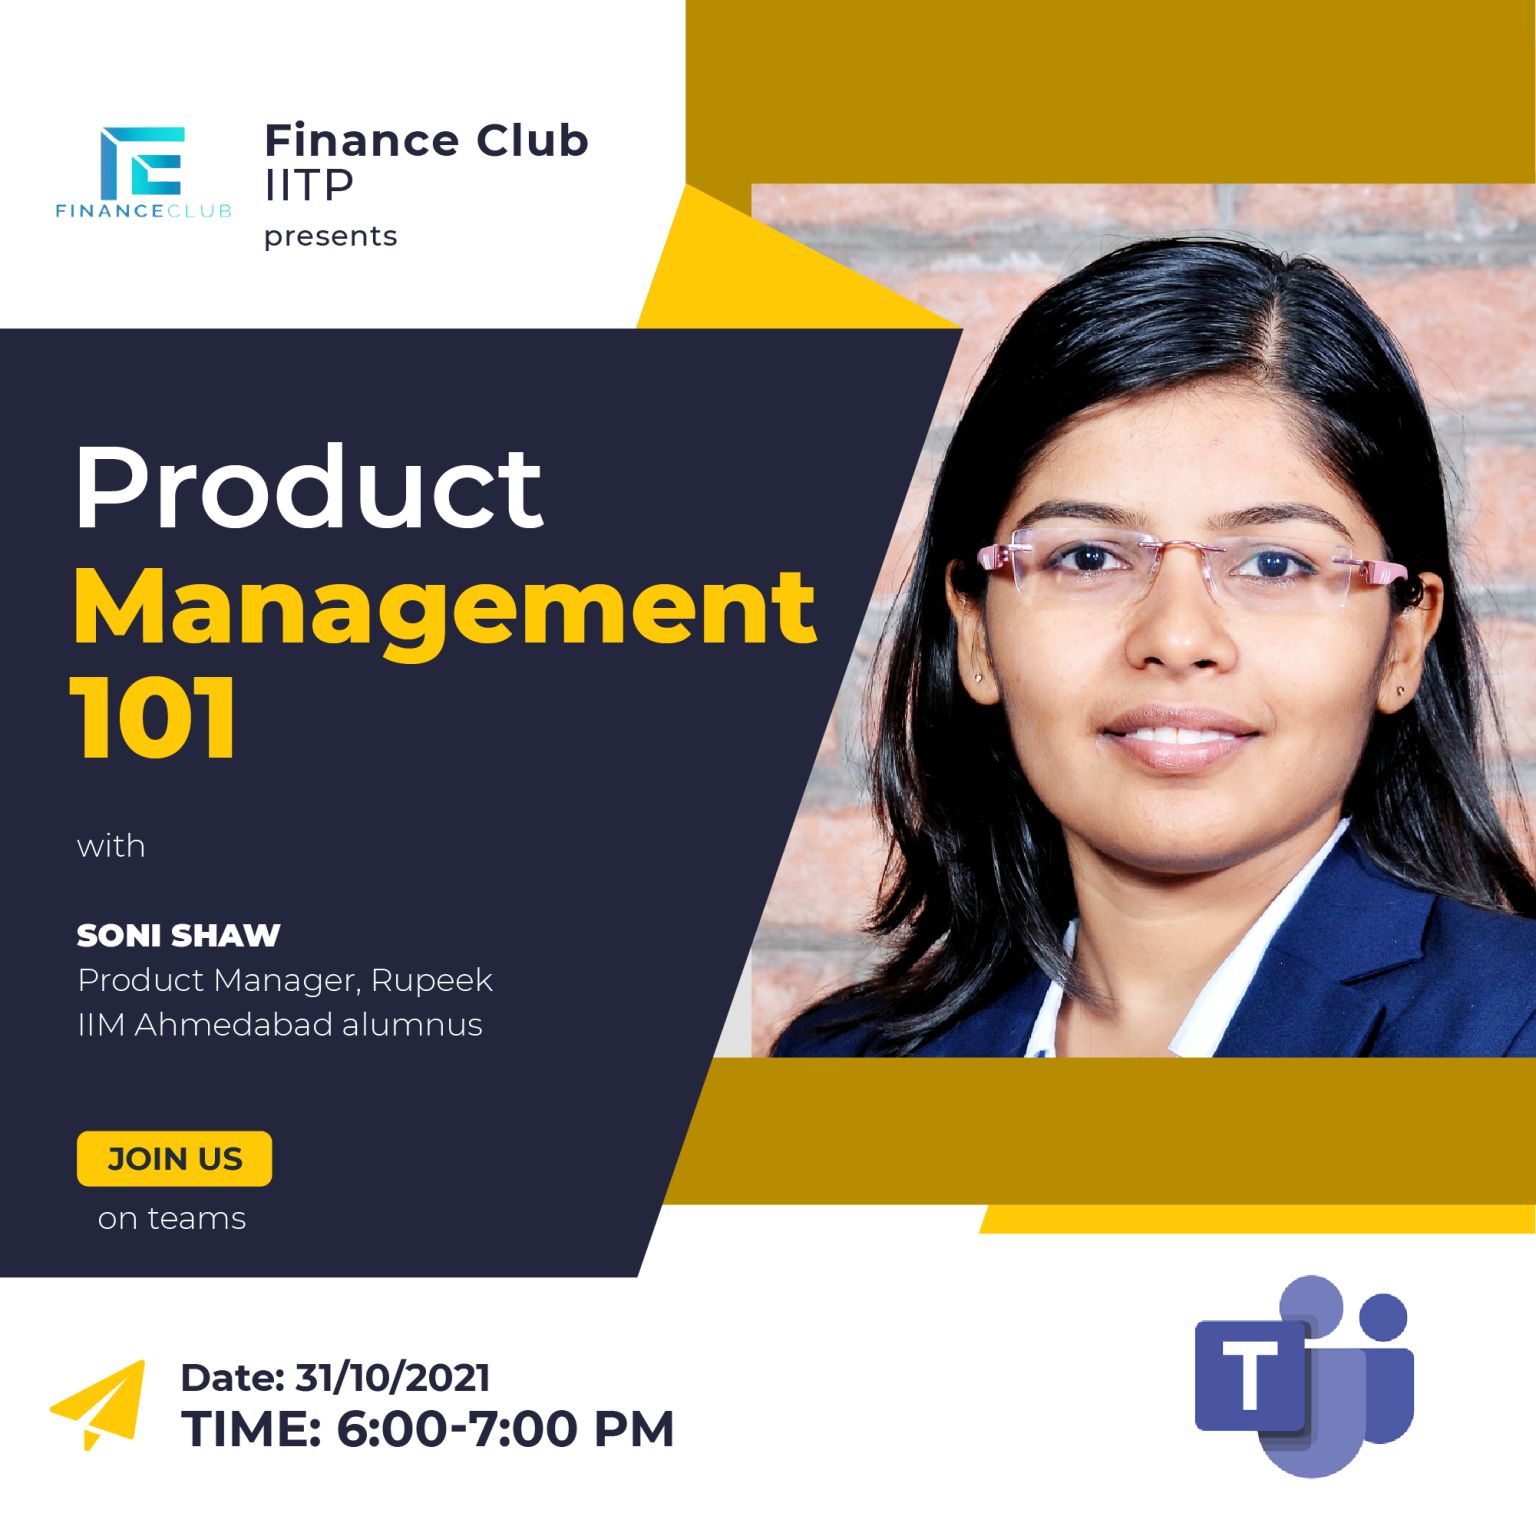 FINANCECLUB
Finance Club
IITP
presents
Product
Management
101
with
SONI SHAW
Product Manager, Rupeek
IIM Ahmedabad alumnus
JOIN US
on teams
Date: 31/10/2021
TIME: 6:00-7:00 PM
T